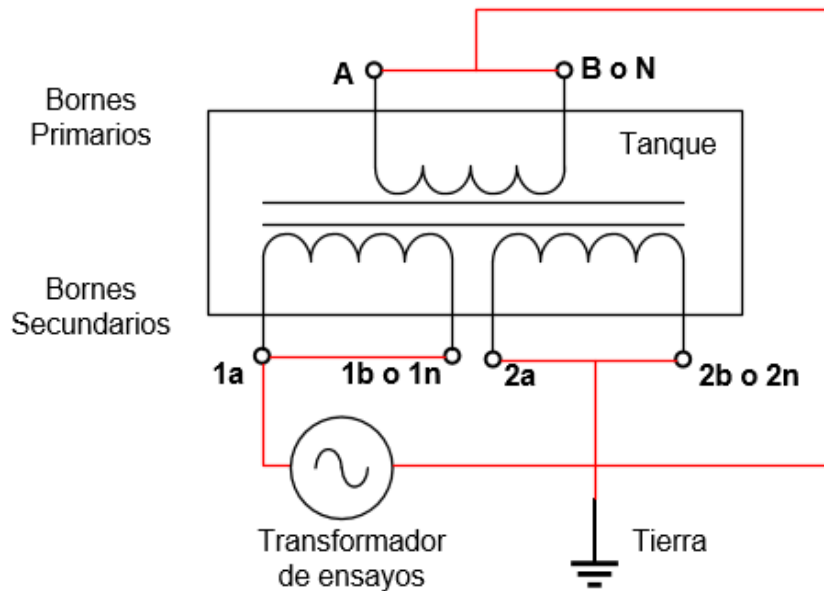 A
B o N
Bornes
Primarios
Tanque
Bornes
Secundarios
1a
1b o 1n
2a
2b o 2n
Transformador
de ensayos
Tierra